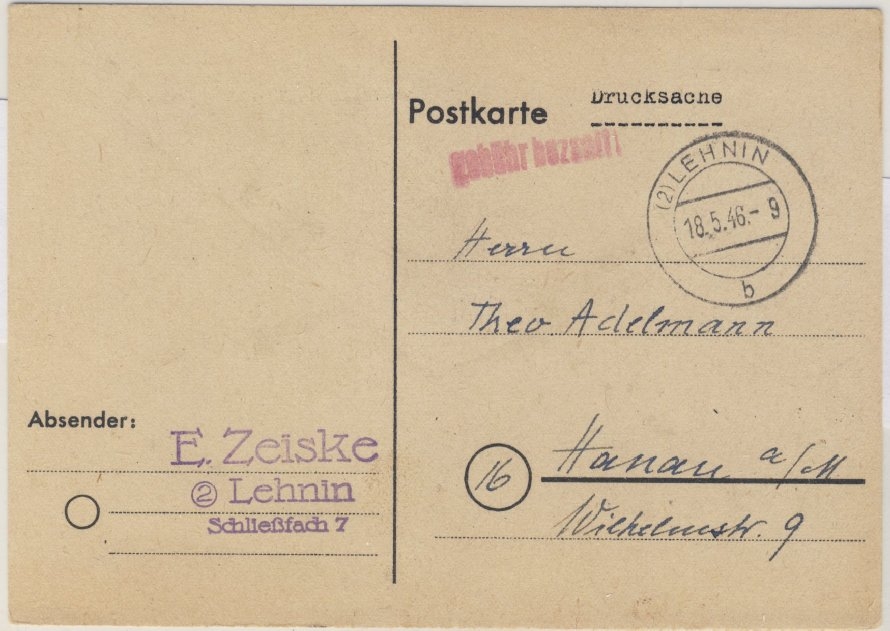 Postkarte
Drucksache
gebühr bezahlt
(2) LEHNIN
18.5.46.- 9
b
Herrn
Theo Adelmann
16 Hanau a/M
Wilhelmstr. 9
Absender:
E. Zeiske
② Lehnin
Schließfach 7